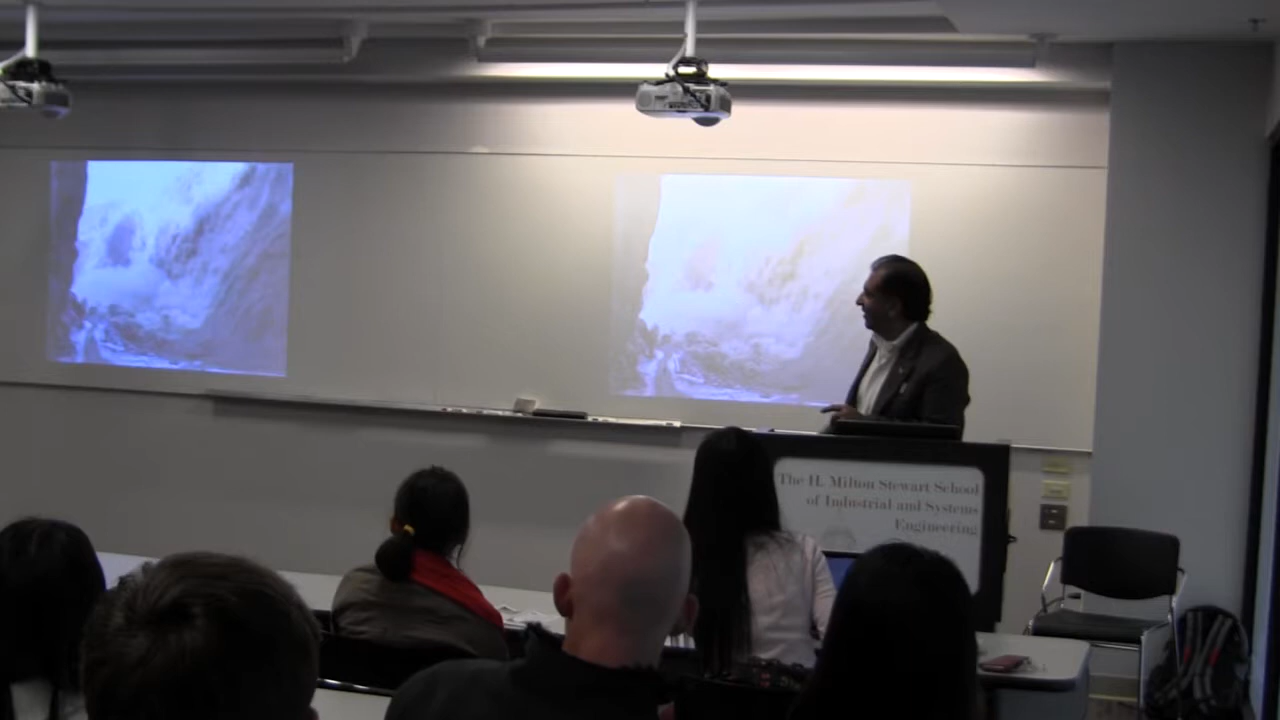 The H. Milton Stewart School
of Industrial and Systems
Engineering